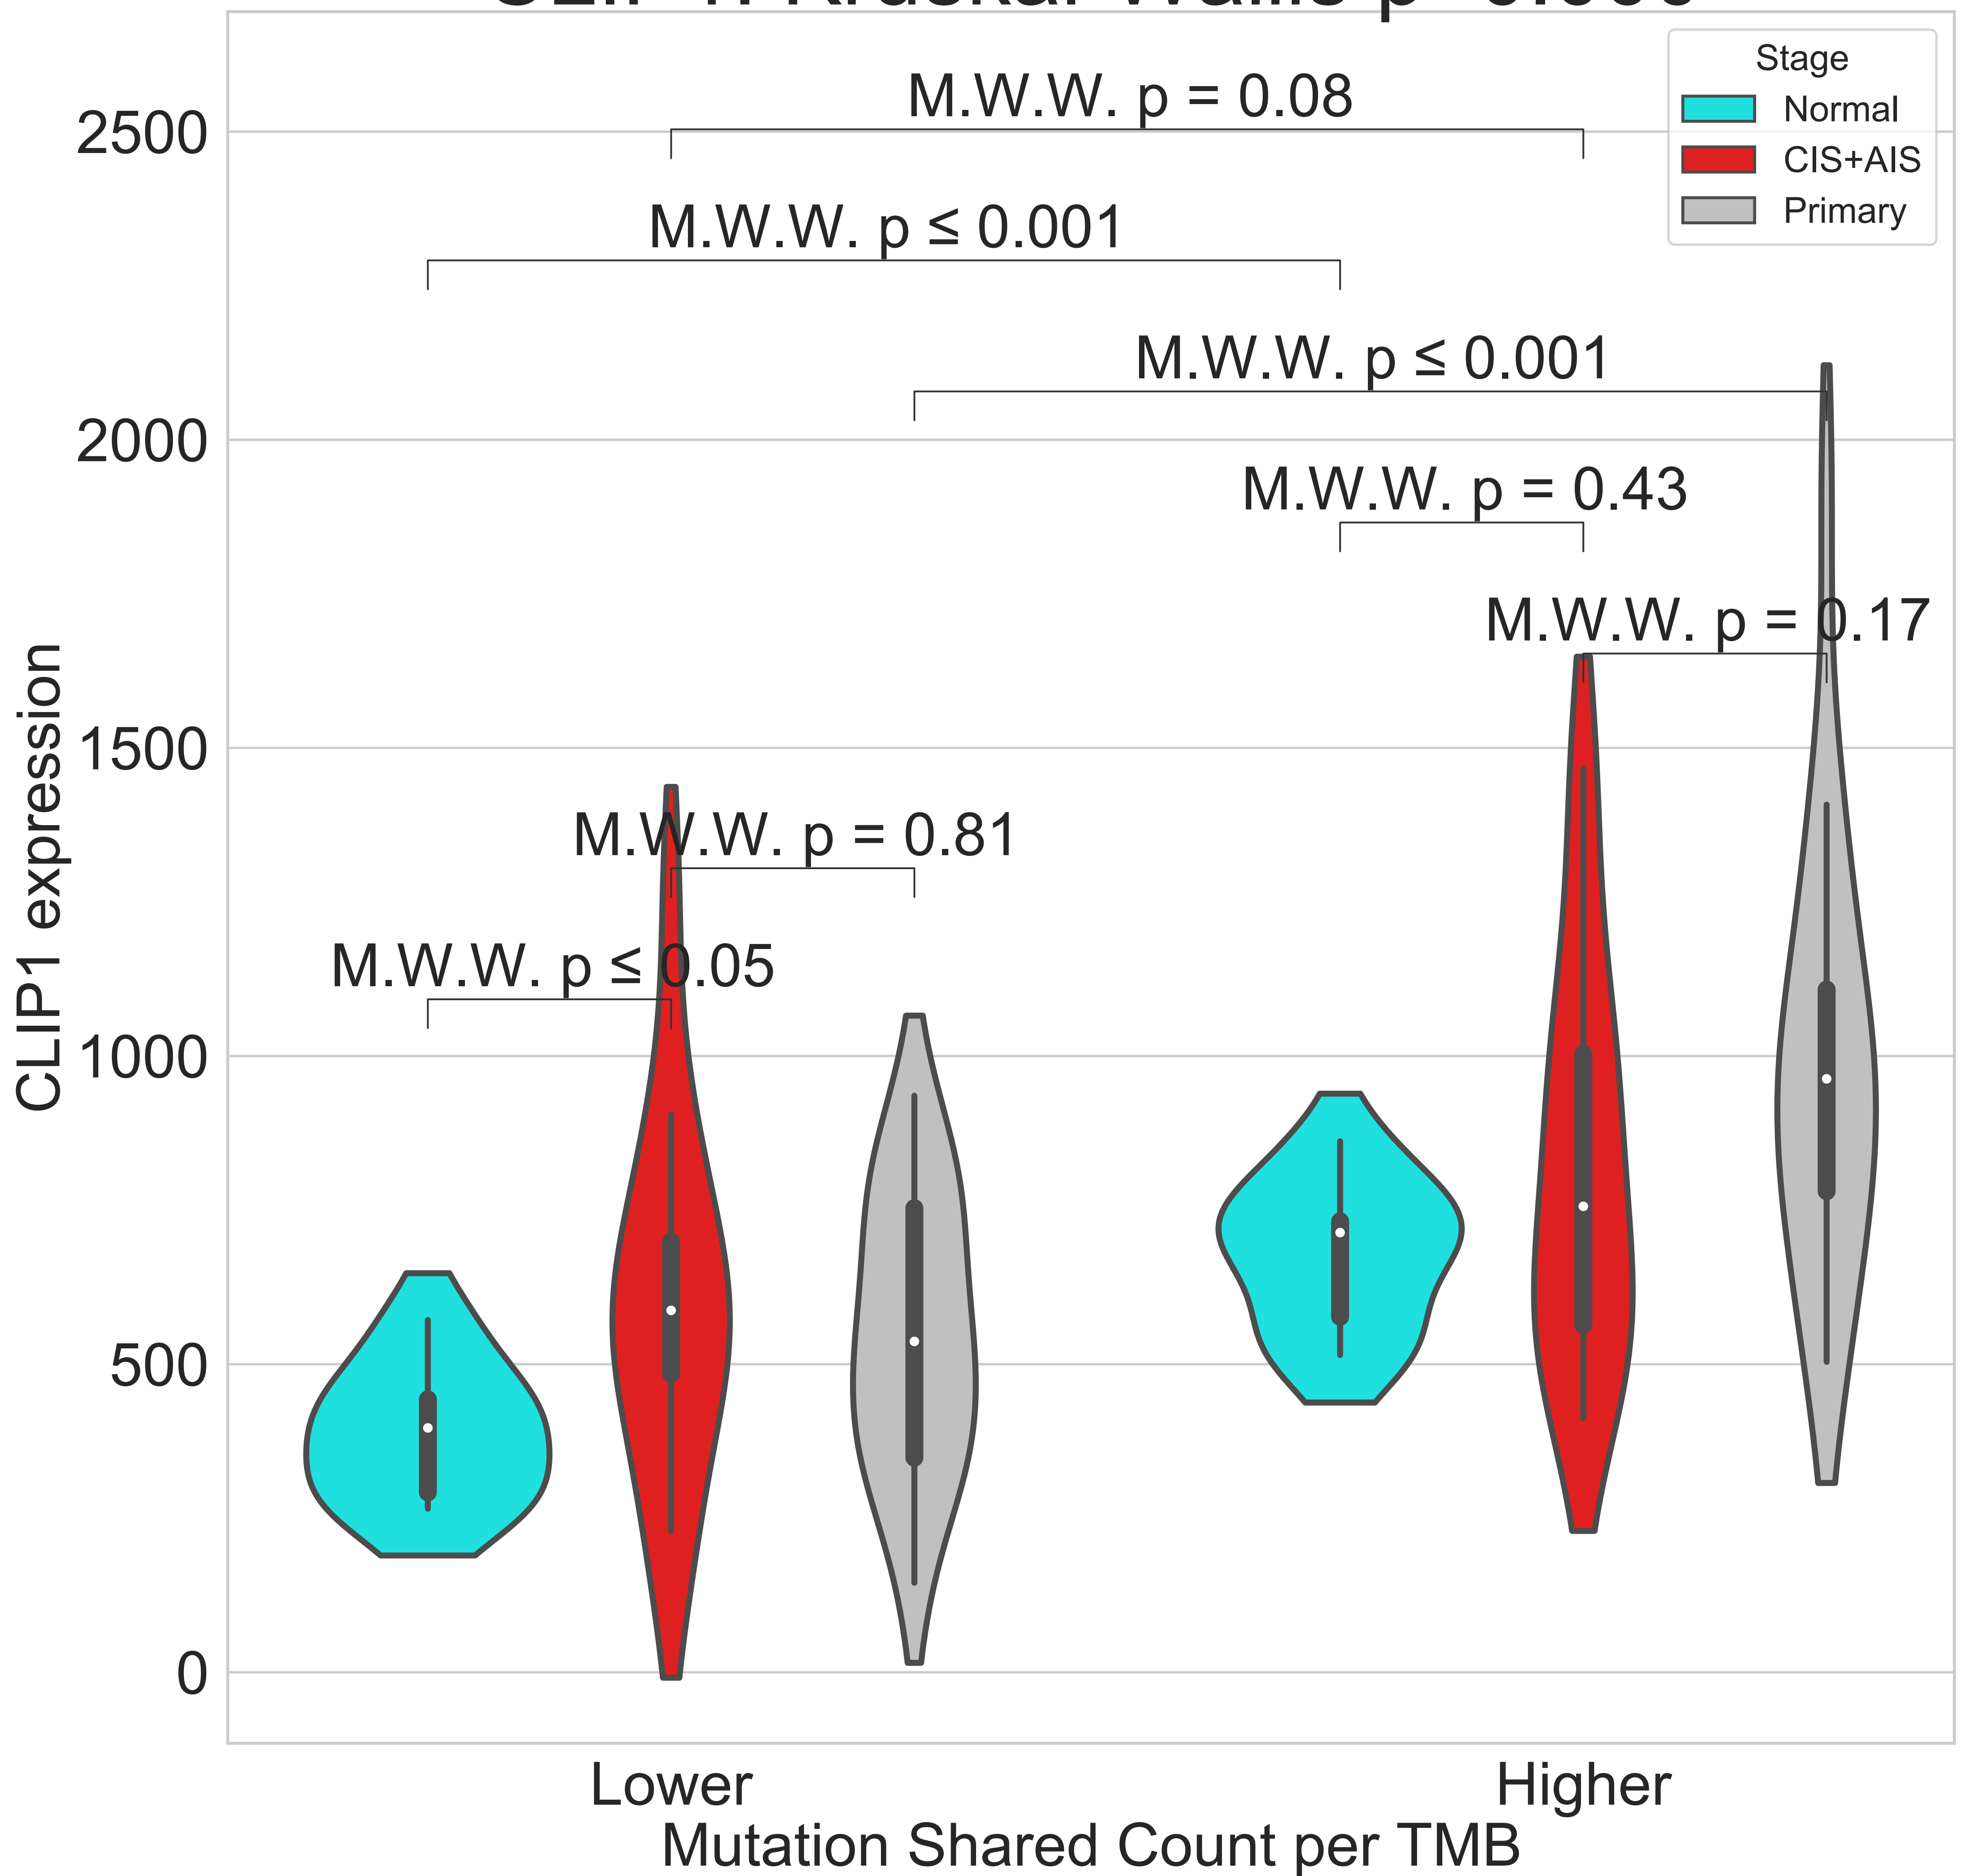 Stage
Normal
CIS+AIS
Primary
M.W.W. p = 0.08
M.W.W. p ≤ 0.001
M.W.W. p ≤ 0.001
M.W.W. p = 0.43
M.W.W. p = 0.17
M.W.W. p = 0.81
M.W.W. p ≤ 0.05
2500
2000
1500
1000
500
0
CLIP1 expression
Lower
Higher
Mutation Shared Count per TMB